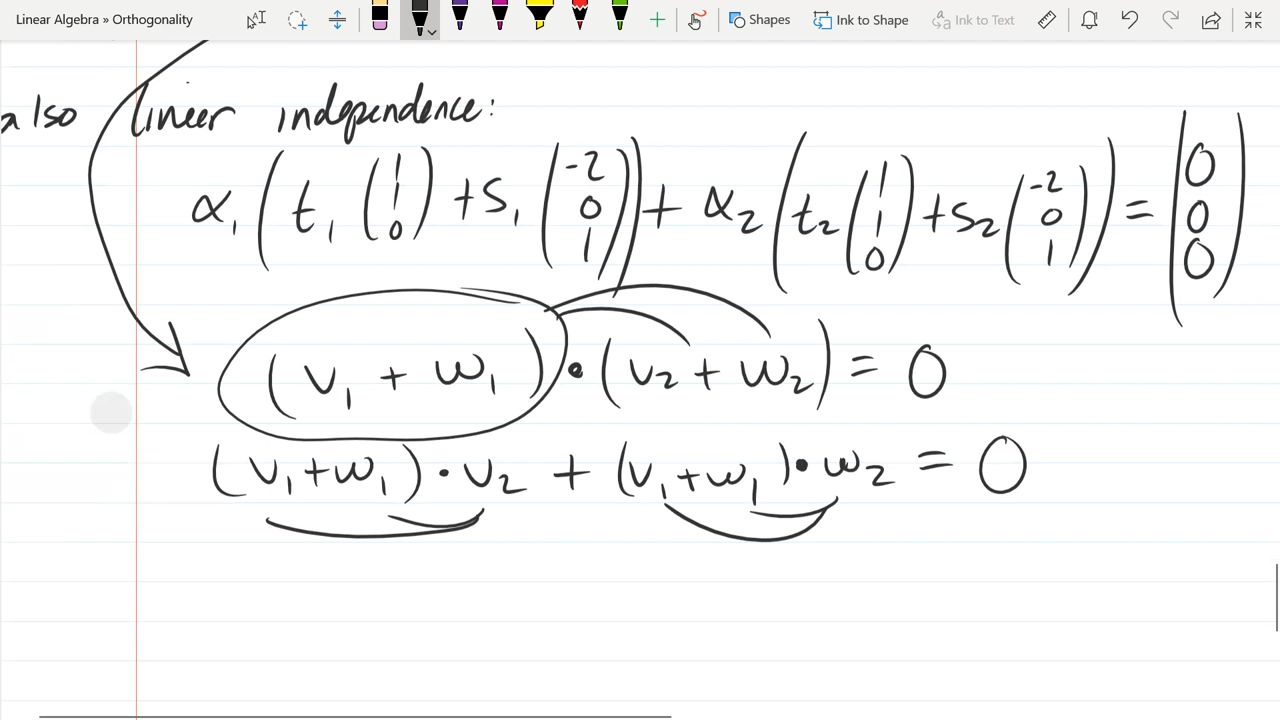 Linear Algebra » Orthogonality Shapes Ink to Shape Ink to Text
also linear independence:
α₁ ( t₁ (1 1 0) + s₁ (-2 0 1) ) + α₂ ( t₂ (1 1 0) + s₂ (-2 0 1) ) = (0 0 0)
(v₁ + w₁) • (v₂ + w₂) = 0
(v₁ + w₁) • v₂ + (v₁ + w₁) • w₂ = 0